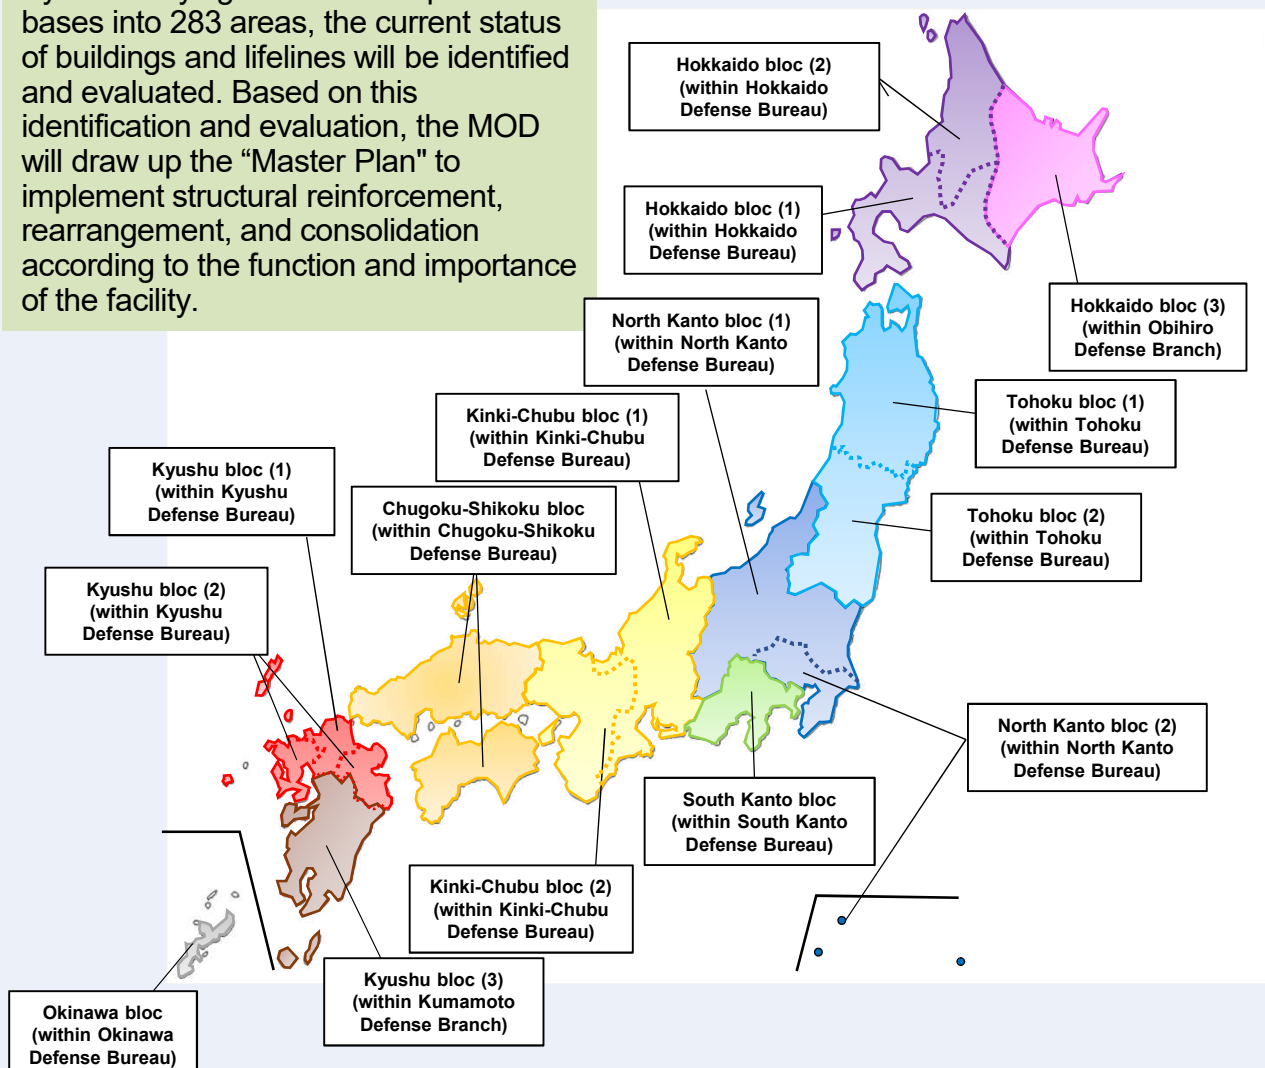 bases into 283 areas, the current status
of buildings and lifelines will be identified
and evaluated. Based on this
identification and evaluation, the MOD
will draw up the “Master Plan" to
implement structural reinforcement,
rearrangement, and consolidation
according to the function and importance
of the facility.
Hokkaido bloc (2)
(within Hokkaido
Defense Bureau)
Hokkaido bloc (1)
(within Hokkaido
Defense Bureau)
Hokkaido bloc (3)
(within Obihiro
Defense Branch)
North Kanto bloc (1)
(within North Kanto
Defense Bureau)
Tohoku bloc (1)
(within Tohoku
Defense Bureau)
Kinki-Chubu bloc (1)
(within Kinki-Chubu
Defense Bureau)
Kyushu bloc (1)
(within Kyushu
Defense Bureau)
Chugoku-Shikoku bloc
(within Chugoku-Shikoku
Defense Bureau)
Tohoku bloc (2)
(within Tohoku
Defense Bureau)
Kyushu bloc (2)
(within Kyushu
Defense Bureau)
North Kanto bloc (2)
(within North Kanto
Defense Bureau)
South Kanto bloc
(within South Kanto
Defense Bureau)
Kinki-Chubu bloc (2)
(within Kinki-Chubu
Defense Bureau)
Kyushu bloc (3)
(within Kumamoto
Defense Branch)
Okinawa bloc
(within Okinawa
Defense Bureau)